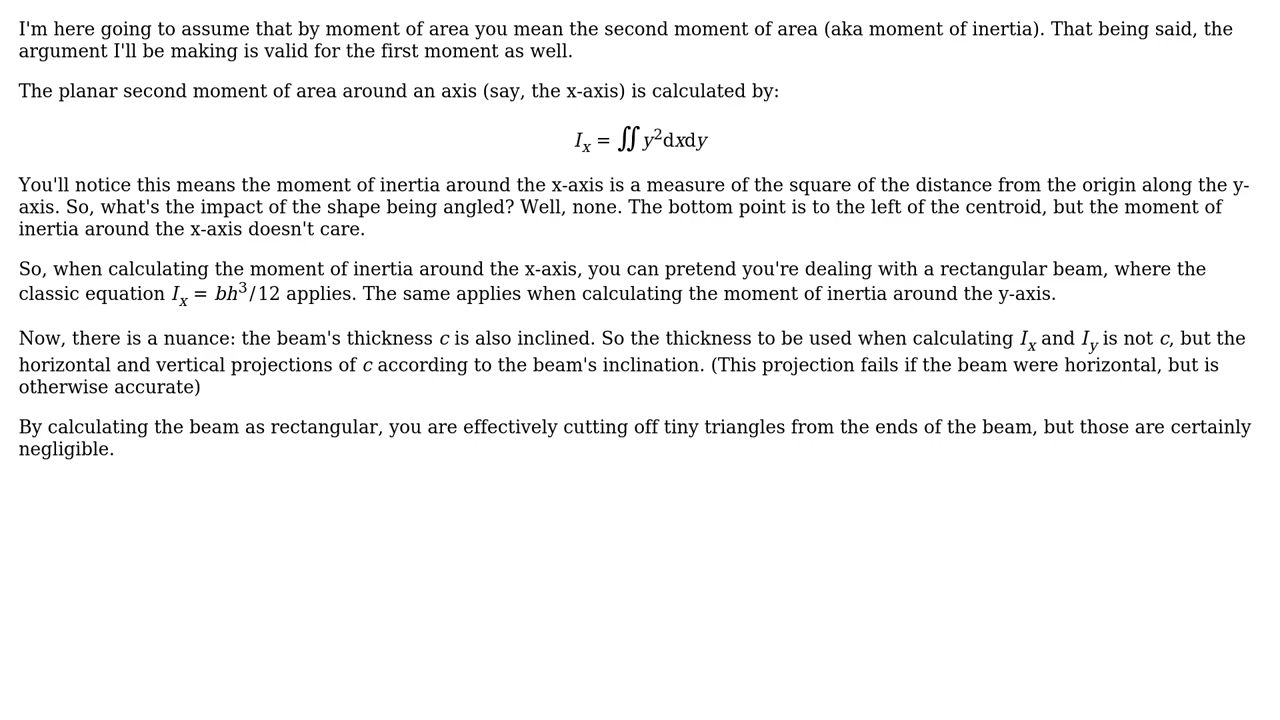 I'm here going to assume that by moment of area you mean the second moment of area (aka moment of inertia). That being said, the
argument I'll be making is valid for the first moment as well.
The planar second moment of area around an axis (say, the x-axis) is calculated by:
I_x = ∬ y²dxdy
You'll notice this means the moment of inertia around the x-axis is a measure of the square of the distance from the origin along the y-
axis. So, what's the impact of the shape being angled? Well, none. The bottom point is to the left of the centroid, but the moment of
inertia around the x-axis doesn't care.
So, when calculating the moment of inertia around the x-axis, you can pretend you're dealing with a rectangular beam, where the
classic equation I_x = bh³/12 applies. The same applies when calculating the moment of inertia around the y-axis.
Now, there is a nuance: the beam's thickness c is also inclined. So the thickness to be used when calculating I_x and I_y is not c, but the
horizontal and vertical projections of c according to the beam's inclination. (This projection fails if the beam were horizontal, but is
otherwise accurate)
By calculating the beam as rectangular, you are effectively cutting off tiny triangles from the ends of the beam, but those are certainly
negligible.